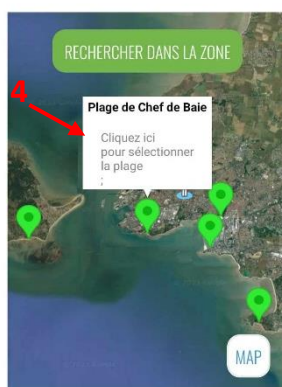 RECHERCHER DANS LA ZONE
4
Plage de Chef de Baie
Cliquez ici
pour sélectionner
la plage
;
MAP